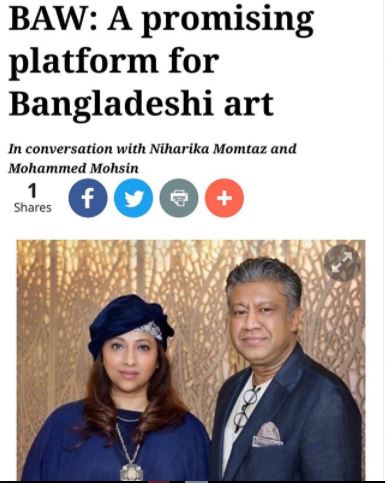 BAW: A promising
platform for
Bangladeshi art
In conversation with Niharika Momtaz and
Mohammed Mohsin
1
Shares